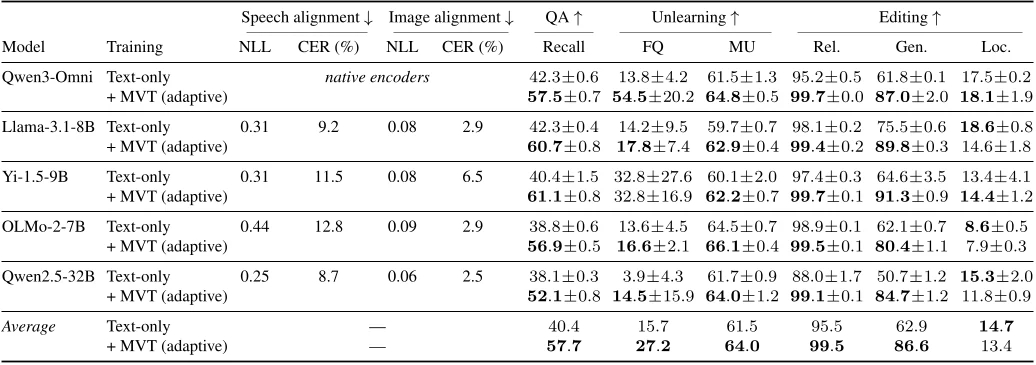 Speech alignment ↓ Image alignment ↓ QA ↑ Unlearning ↑ Editing ↑
Model Training NLL CER (%) NLL CER (%) Recall FQ MU Rel. Gen. Loc.
Qwen3-Omni Text-only native encoders 42.3±0.6 13.8±4.2 61.5±1.3 95.2±0.5 61.8±0.1 17.5±0.2
+ MVT (adaptive) 57.5±0.7 54.5±20.2 64.8±0.5 99.7±0.0 87.0±2.0 18.1±1.9
Llama-3.1-8B Text-only 0.31 9.2 0.08 2.9 42.3±0.4 14.2±9.5 59.7±0.7 98.1±0.2 75.5±0.6 18.6±0.8
+ MVT (adaptive) 60.7±0.8 17.8±7.4 62.9±0.4 99.4±0.2 89.8±0.3 14.6±1.8
Yi-1.5-9B Text-only 0.31 11.5 0.08 6.5 40.4±1.5 32.8±27.6 60.1±2.0 97.4±0.3 64.6±3.5 13.4±4.1
+ MVT (adaptive) 61.1±0.8 32.8±16.9 62.2±0.7 99.7±0.1 91.3±0.9 14.4±1.2
OLMo-2-7B Text-only 0.44 12.8 0.09 2.9 38.8±0.6 13.6±4.5 64.5±0.7 98.9±0.1 62.1±0.7 8.6±0.5
+ MVT (adaptive) 56.9±0.5 16.6±2.1 66.1±0.4 99.5±0.1 80.4±1.1 7.9±0.3
Qwen2.5-32B Text-only 0.25 8.7 0.06 2.5 38.1±0.3 3.9±4.3 61.7±0.9 88.0±1.7 50.7±1.2 15.3±2.0
+ MVT (adaptive) 52.1±0.8 14.5±15.9 64.0±1.2 99.1±0.1 84.7±1.2 11.8±0.9
Average Text-only — — 40.4 15.7 61.5 95.5 62.9 14.7
+ MVT (adaptive) — — 57.7 27.2 64.0 99.5 86.6 13.4